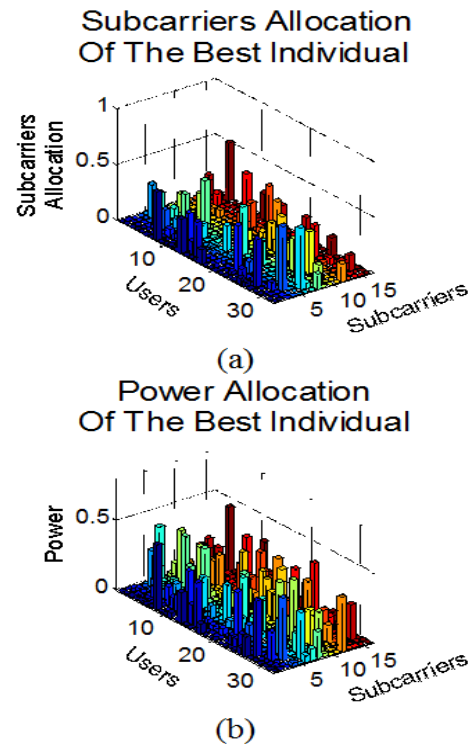 Subcarriers Allocation
Of The Best Individual
1
0.5
0
Subcarriers
Allocation
10
20
30
Users
5
10
15
Subcarriers
(a)
Power Allocation
Of The Best Individual
0.5
0
Power
10
20
30
Users
5
10
15
Subcarriers
(b)